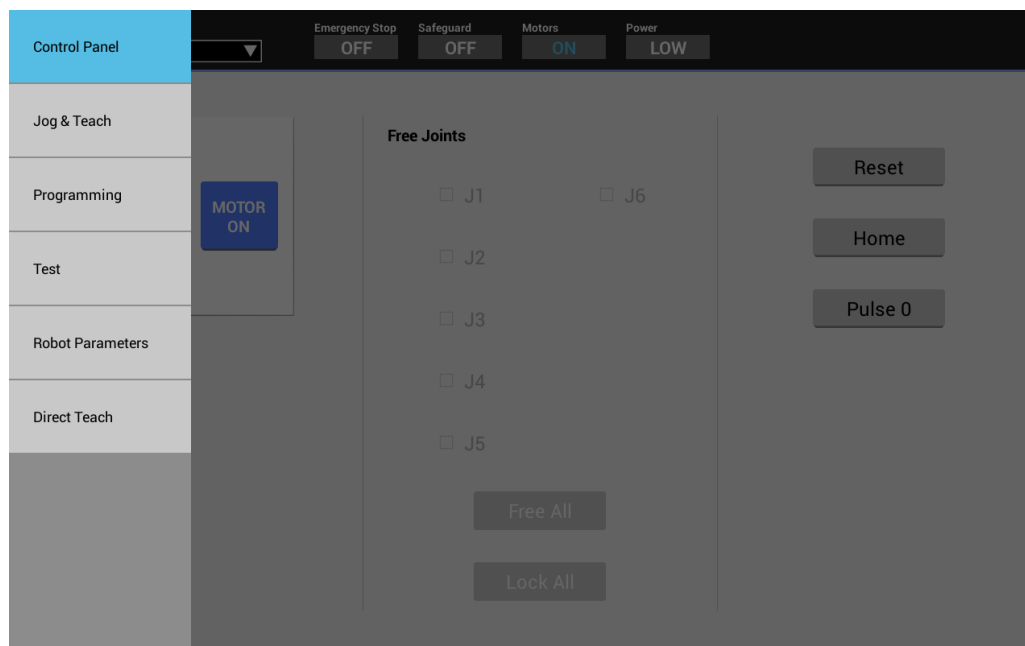 Control Panel
Jog & Teach
Programming
Test
Robot Parameters
Direct Teach
Emergency Stop
OFF
Safeguard
OFF
Motors
ON
Power
LOW
MOTOR
ON
Free Joints
J1
J6
J2
J3
J4
J5
Free All
Lock All
Reset
Home
Pulse 0